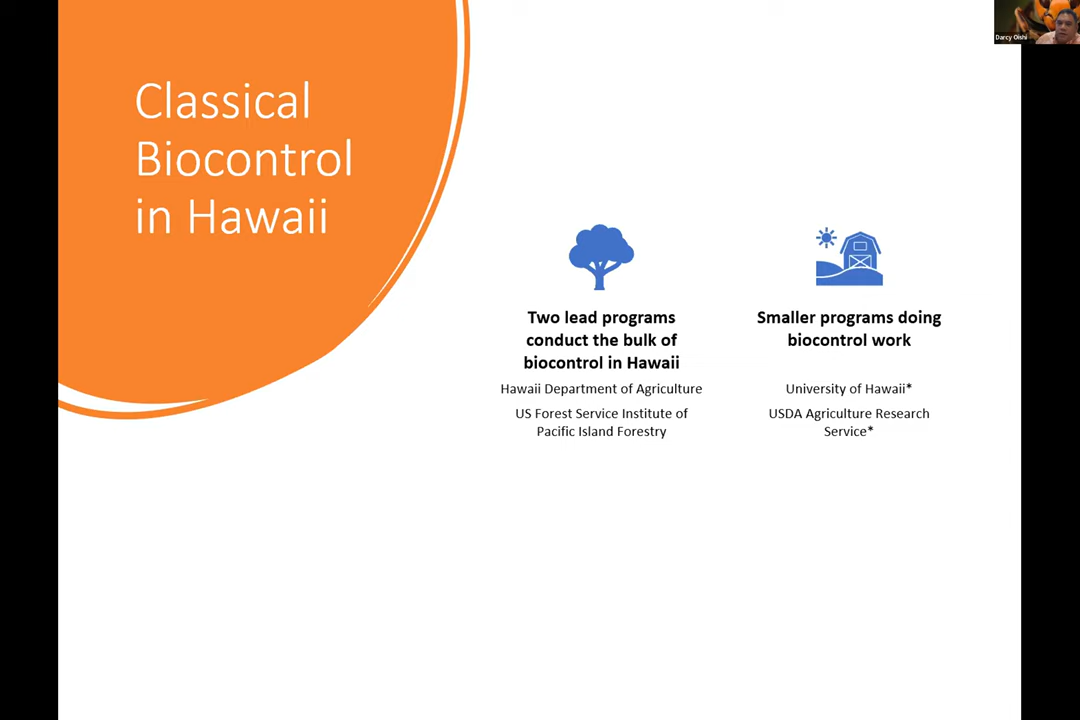 Classical
Biocontrol
in Hawaii
Two lead programs
conduct the bulk of
biocontrol in Hawaii
Hawaii Department of Agriculture
US Forest Service Institute of
Pacific Island Forestry
Smaller programs doing
biocontrol work
University of Hawaii*
USDA Agriculture Research
Service*
Darcy Oishi